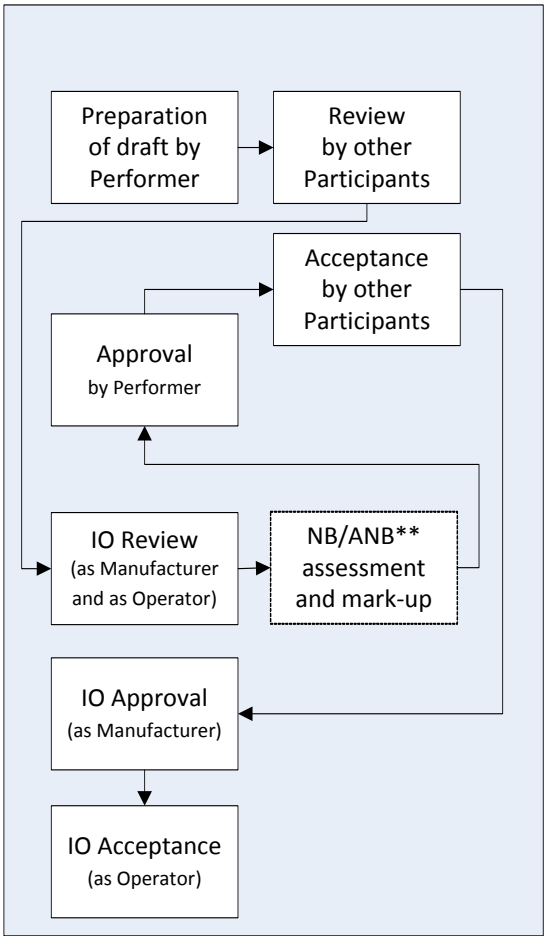 Preparation
of draft by
Performer
Review
by other
Participants
Acceptance
by other
Participants
Approval
by Performer
IO Review
(as Manufacturer
and as Operator)
NB/ANB**
assessment
and mark-up
IO Approval
(as Manufacturer)
IO Acceptance
(as Operator)